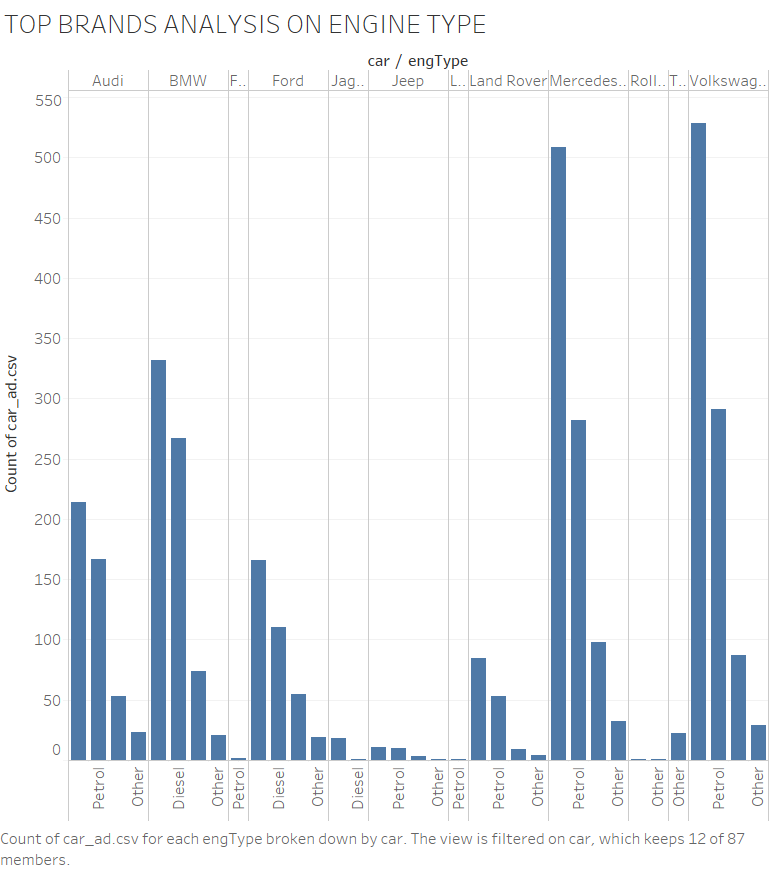 TOP BRANDS ANALYSIS ON ENGINE TYPE
car / engType
Audi BMW F.. Ford Jag.. Jeep L.. Land Rover Mercedes.. Roll.. T.. Volkswag..
550
500
450
400
350
300
250
200
150
100
50
0
Count of car_ad.csv
Petrol Other Diesel Other Petrol Diesel Other Diesel Petrol Other Petrol Petrol Other Petrol Other Other Other Petrol Other
Count of car_ad.csv for each engType broken down by car. The view is filtered on car, which keeps 12 of 87
members.